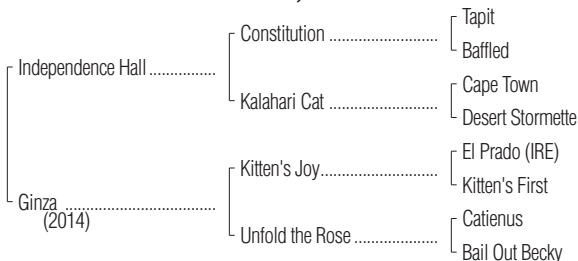 Tapit
Constitution
Baffled
Independence Hall
Cape Town
Kalahari Cat
Desert Stormette
El Prado (IRE)
Kitten's Joy
Kitten's First
Ginza
(2014)
Catienus
Unfold the Rose
Bail Out Becky